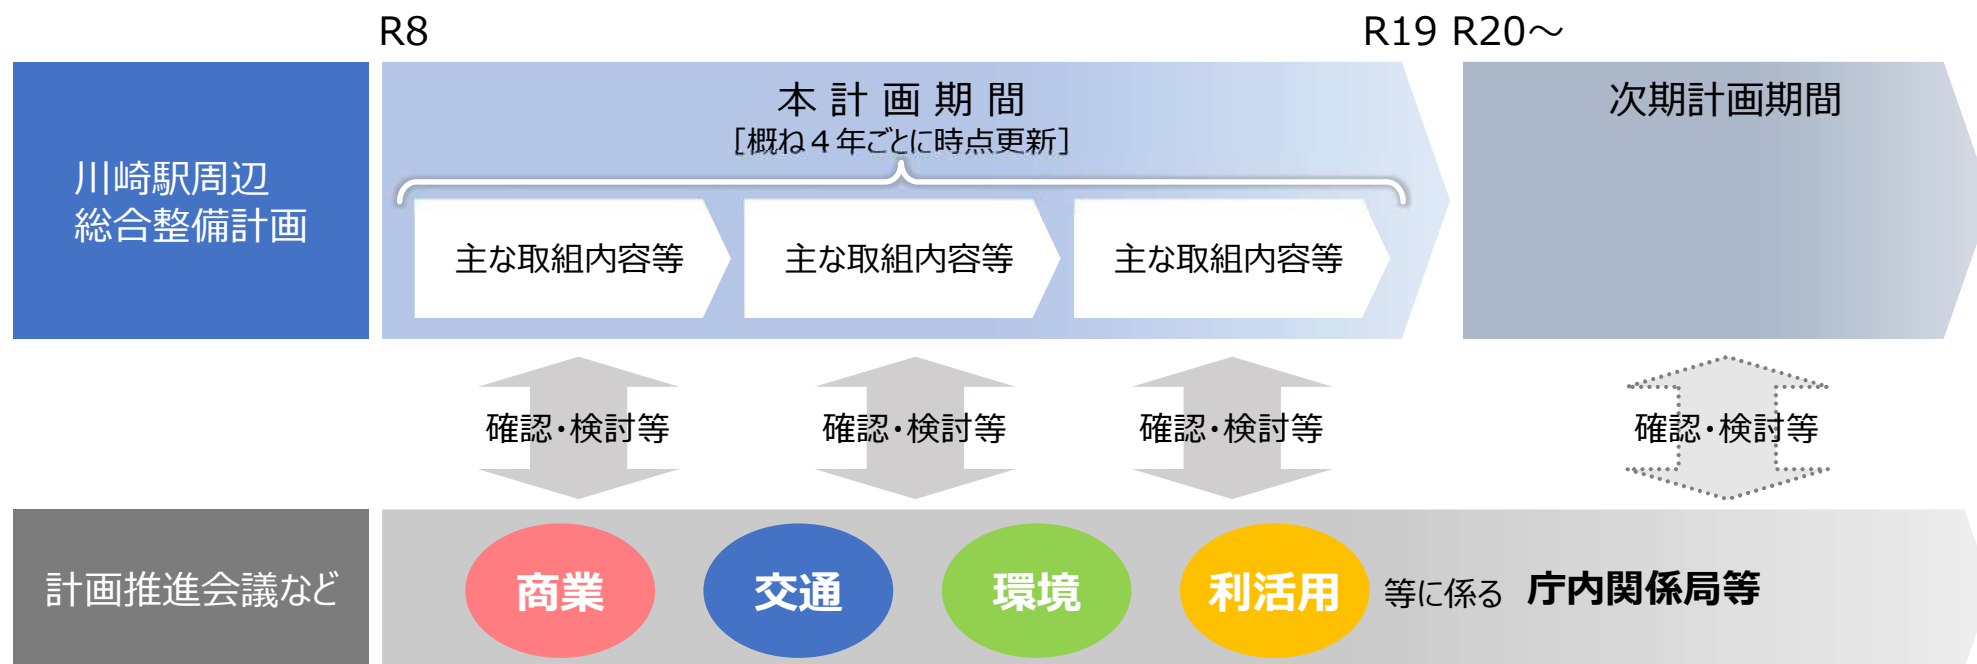 R8
R19 R20～
川崎駅周辺
総合整備計画
本計画期間
[概ね４年ごとに時点更新]
次期計画期間
主な取組内容等
主な取組内容等
主な取組内容等
確認・検討等
確認・検討等
確認・検討等
確認・検討等
計画推進会議など
商業
交通
環境
利活用
等に係る 庁内関係局等